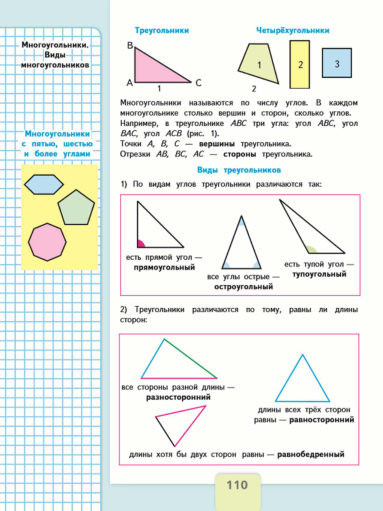 Многоугольники.
Виды
многоугольников
Многоугольники
с пятью, шестью
и более углами
Треугольники
Четырёхугольники
B
A
C
1
1
2
3
2
Многоугольники называются по числу углов. В каждом
многоугольнике столько вершин и сторон, сколько углов.
Например, в треугольнике ABC три угла: угол ABC, угол
BAC, угол ACB (рис. 1).
Точки A, B, C — вершины треугольника.
Отрезки AB, BC, AC — стороны треугольника.
Виды треугольников
1) По видам углов треугольники различаются так:
есть прямой угол —
прямоугольный
все углы острые —
остроугольный
есть тупой угол —
тупоугольный
2) Треугольники различаются по тому, равны ли длины
сторон:
все стороны разной длины —
разносторонний
длины всех трёх сторон
равны — равносторонний
длины хотя бы двух сторон равны — равнобедренный
110